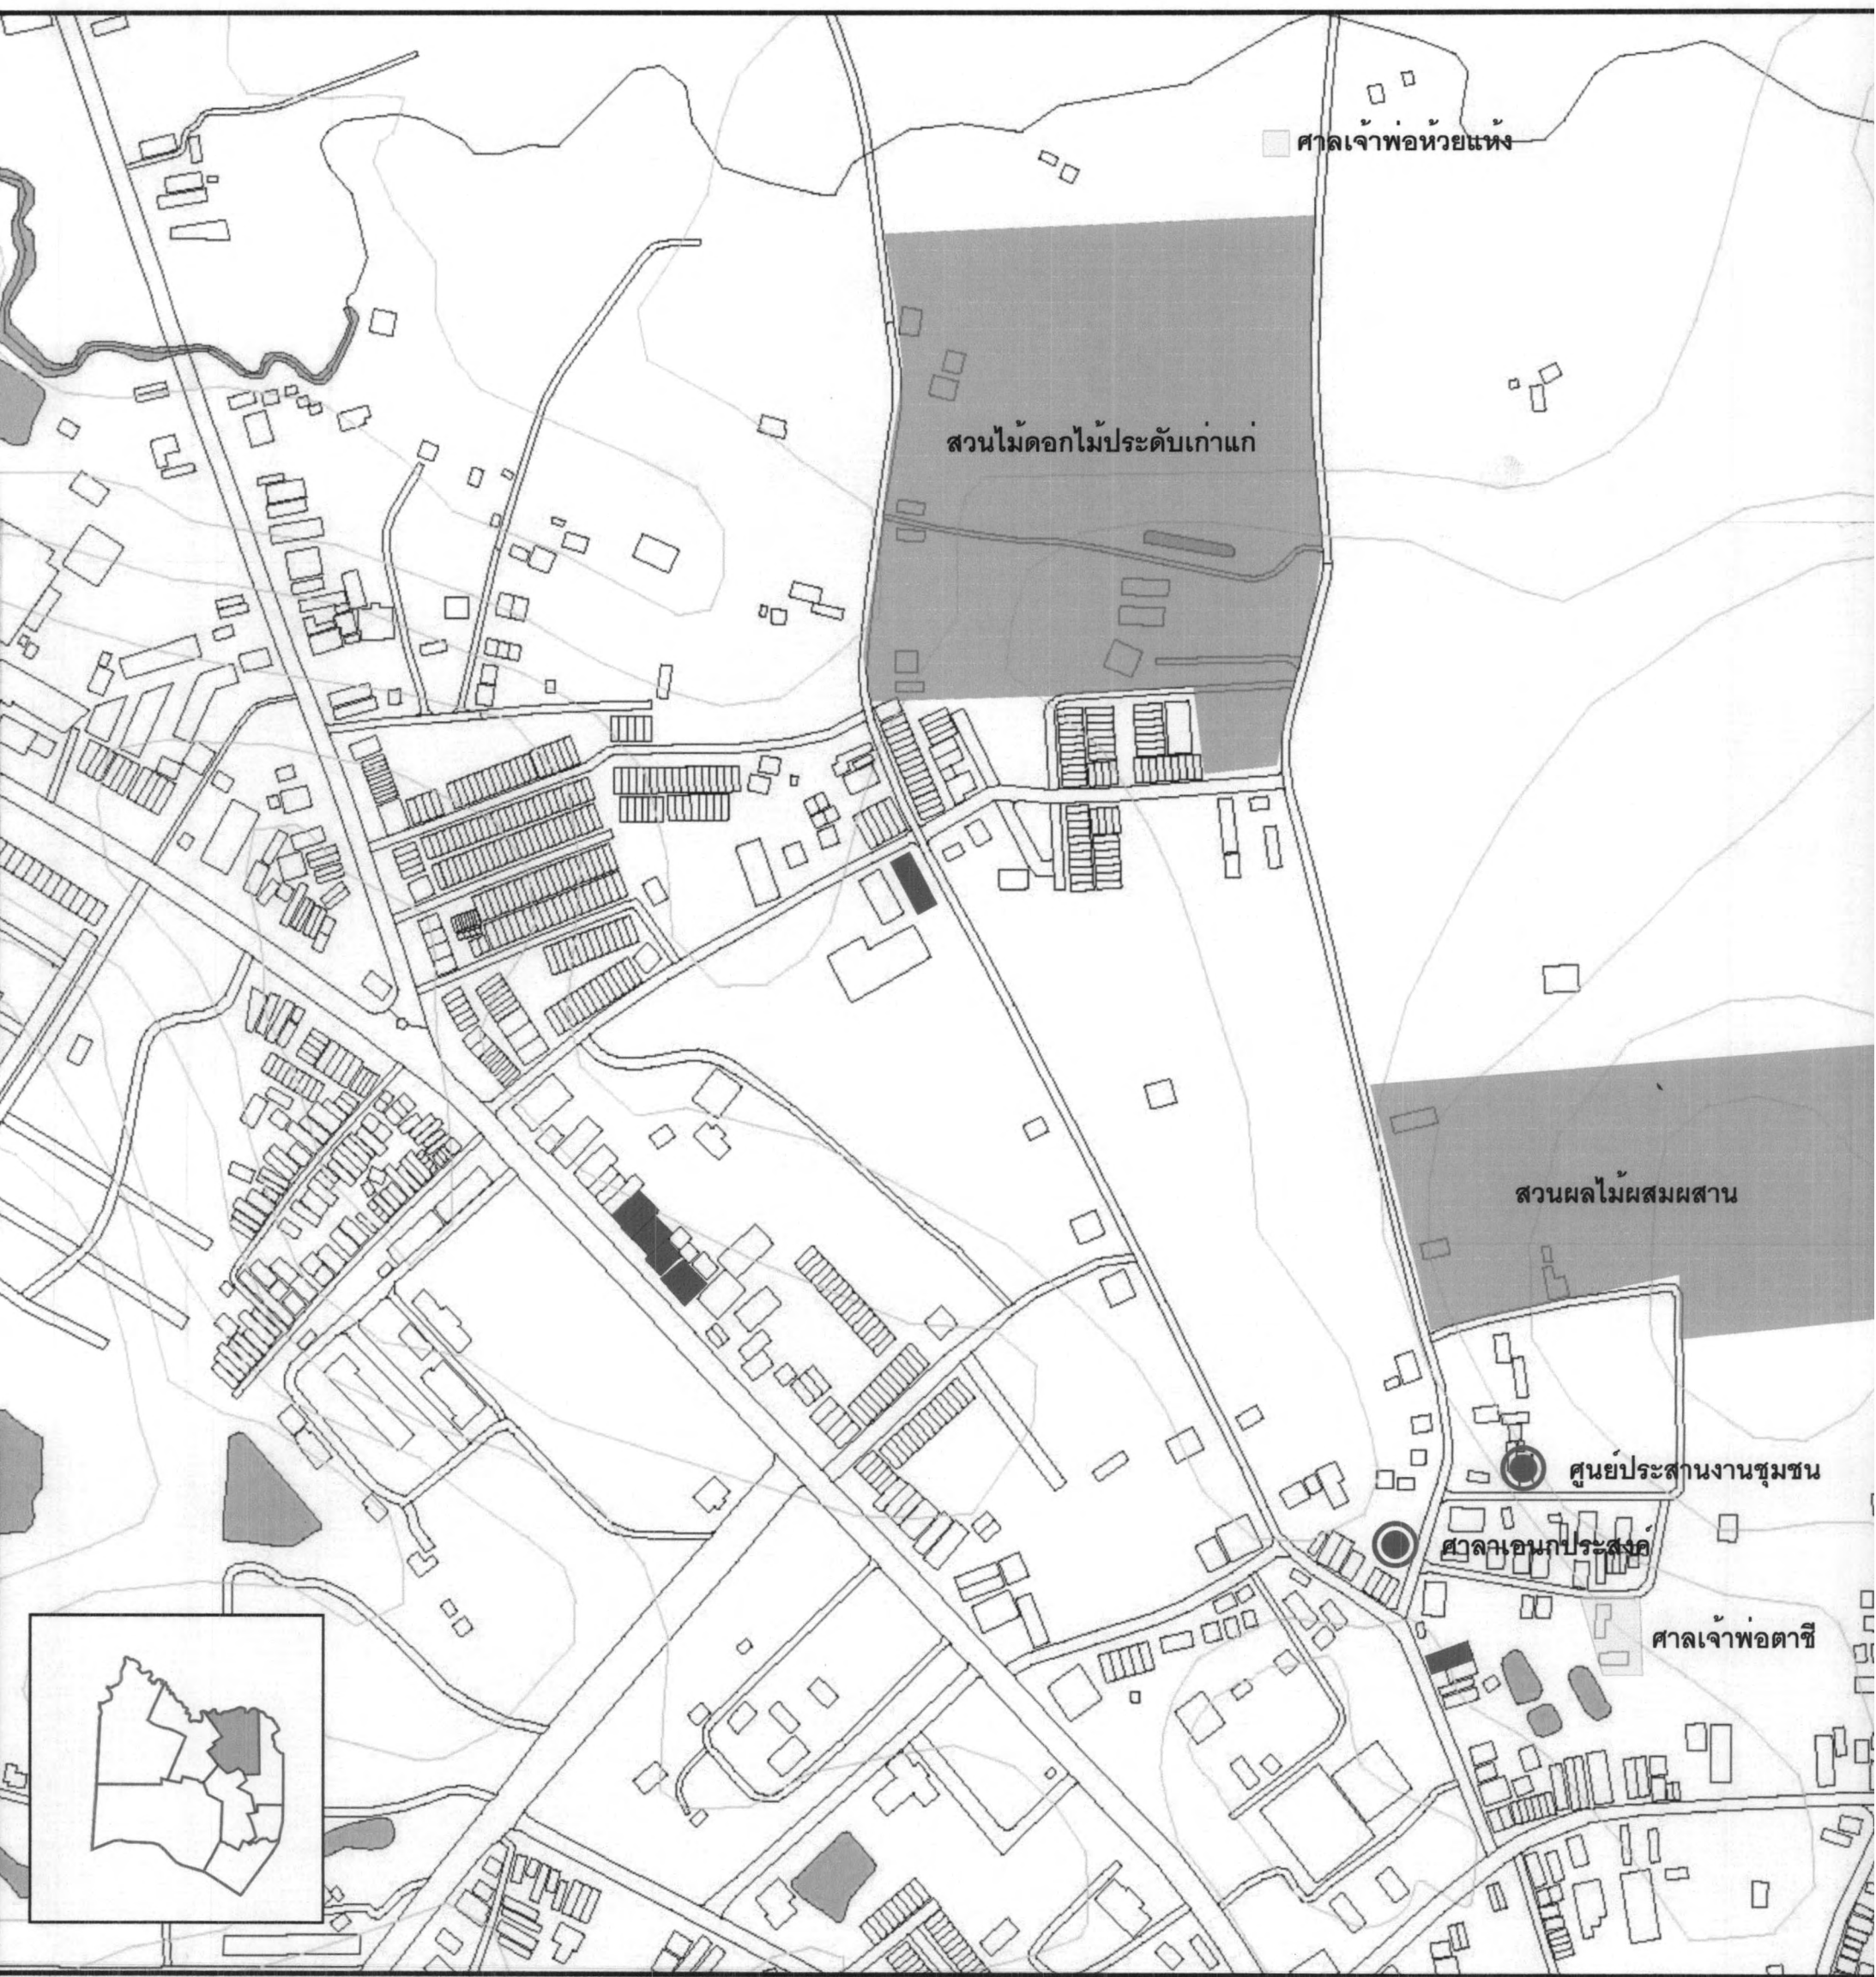 ศาลเจ้าพ่อห้วยแห้ง
สวนไม้ดอกไม้ประดับเก่าแก่
สวนผลไม้ผสมผสาน
ศูนย์ประสานงานชุมชน
ศาลาเอนกประสงค์
ศาลเจ้าพ่อตาชี